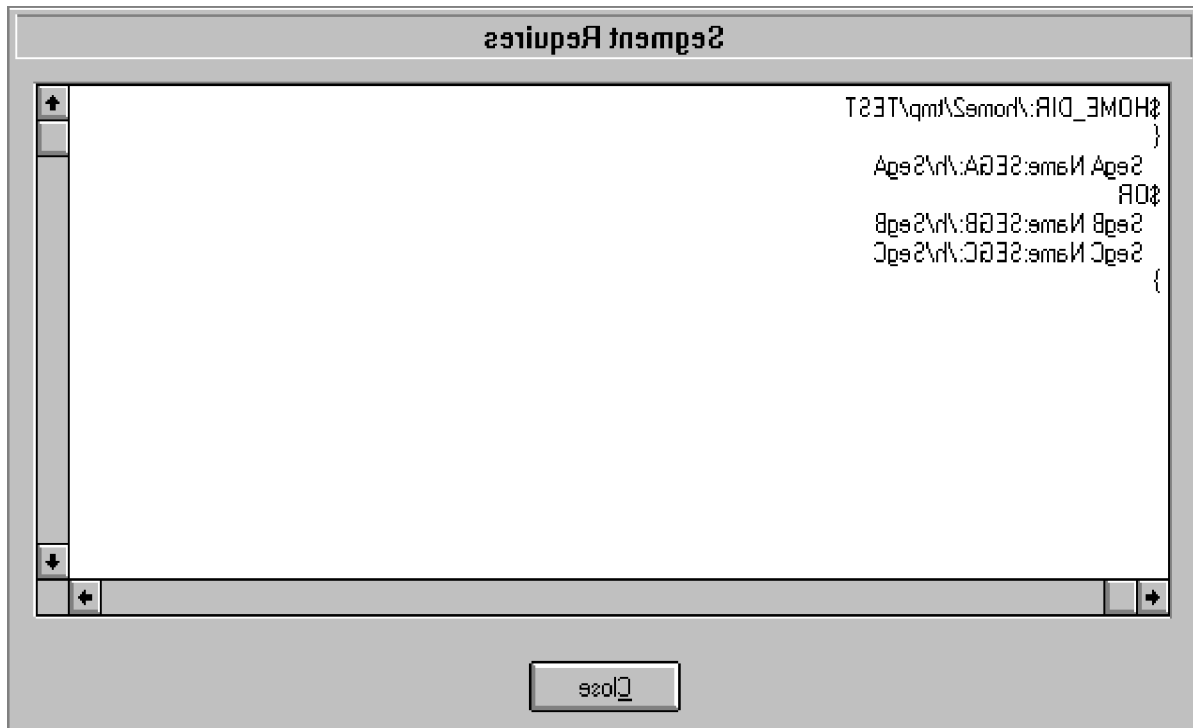 Segment Requires
$HOME_DIR:/home2/tmp/TEST
{
SegA Name:SEGA:/h/SegA
$OR
SegB Name:SEGB:/h/SegB
SegC Name:SEGC:/h/SegC
}
Close